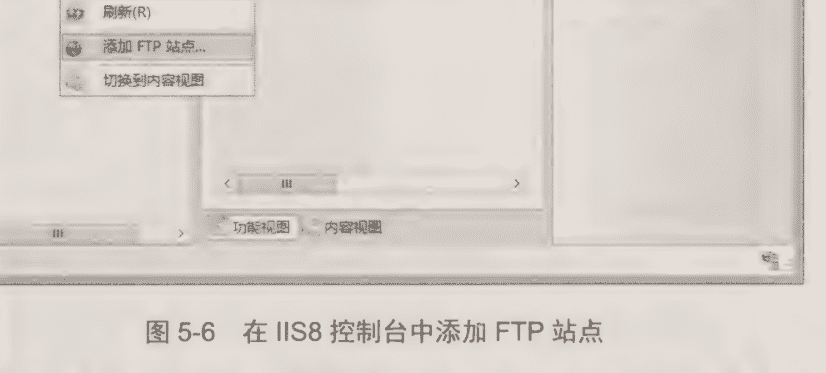 刷新(R)
添加 FTP 站点...
切换到内容视图
功能视图 内容视图
图 5-6 在 IIS8 控制台中添加 FTP 站点